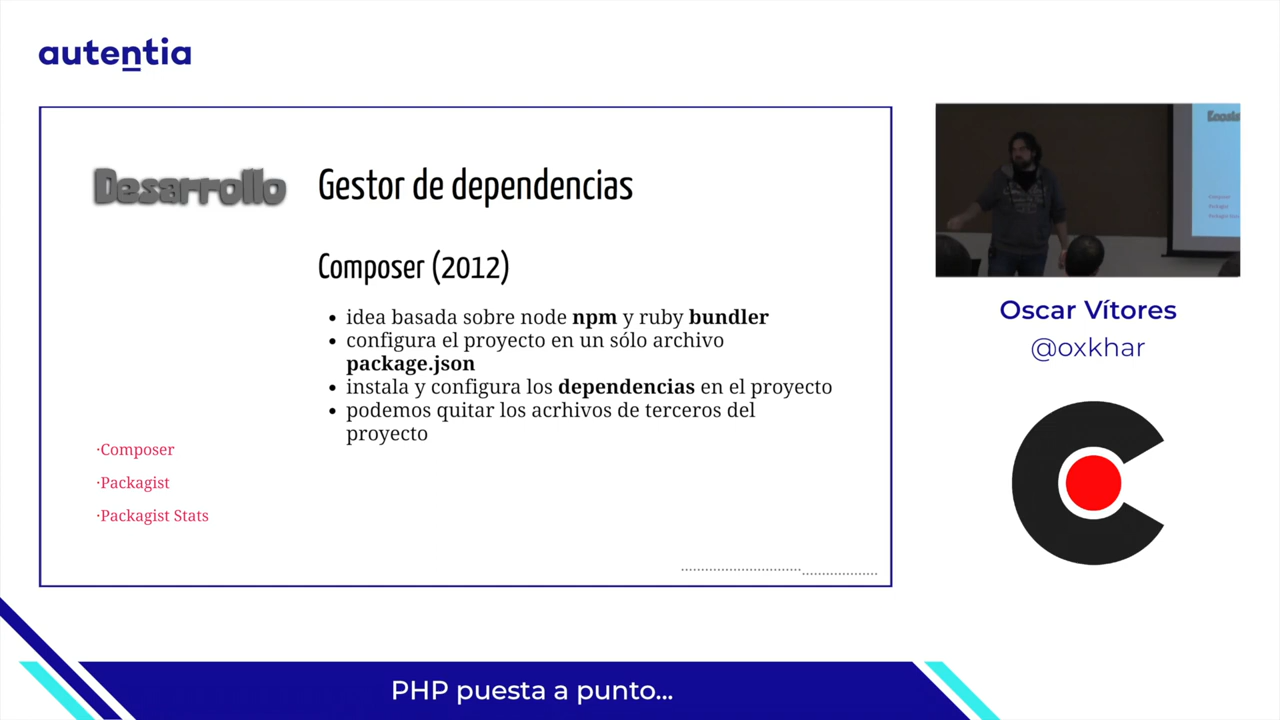 autentia
Desarrollo
Gestor de dependencias
Composer (2012)
• idea basada sobre node npm y ruby bundler
• configura el proyecto en un sólo archivo
package.json
• instala y configura los dependencias en el proyecto
• podemos quitar los acrhivos de terceros del
proyecto
·Composer
·Packagist
·Packagist Stats
Oscar Vítores
@oxkhar
PHP puesta a punto...